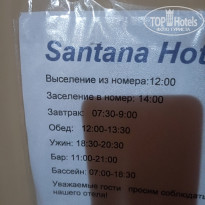 TOP Hotels
Santana Hot
Выселение из номера:12:00
Заселение в номер: 14:00
Завтрак: 07:30-9:00
Обед: 12:00-13:30
Ужин: 18:30-20:30
Бар: 11:00-21:00
Бассейн: 07:00-18:30
Уважаемые гости просим соблюдать
нашего отеля!